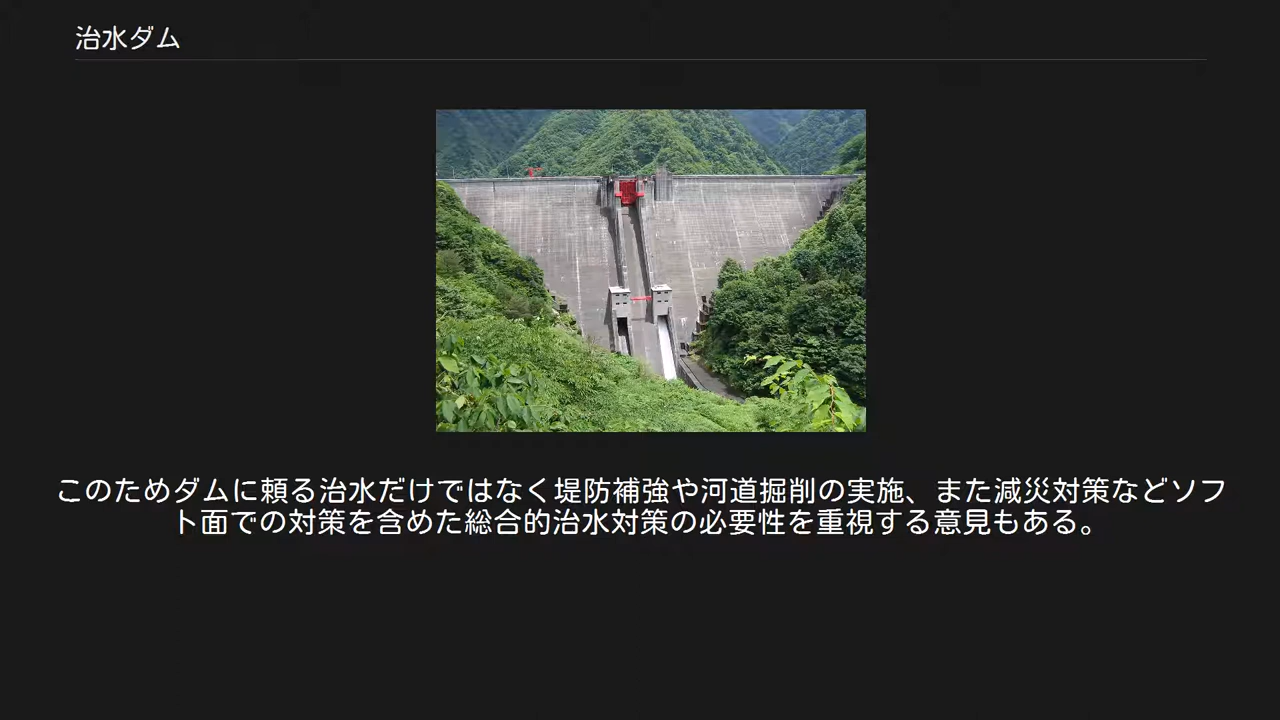 治水ダム
このためダムに頼る治水だけではなく堤防補強や河道掘削の実施、また減災対策などソフ
ト面での対策を含めた総合的治水対策の必要性を重視する意見もある。